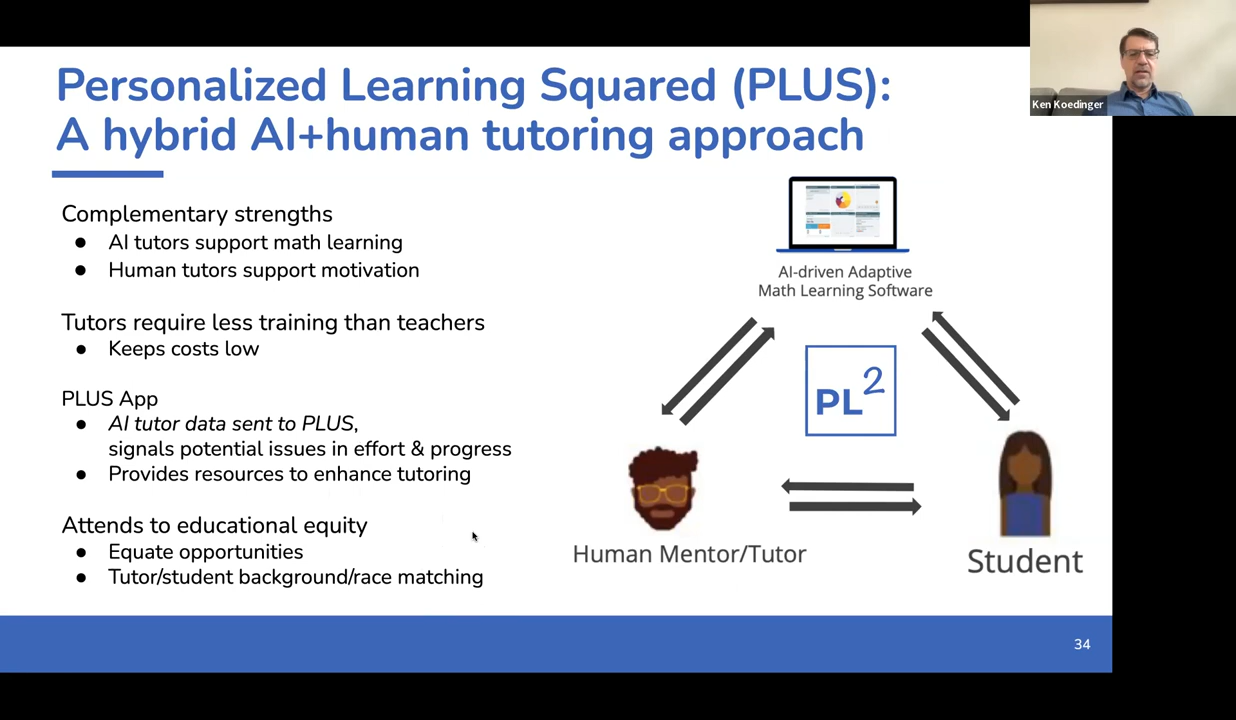 Ken Koedinger
Personalized Learning Squared (PLUS):
A hybrid AI+human tutoring approach
Complementary strengths
● AI tutors support math learning
● Human tutors support motivation
Tutors require less training than teachers
● Keeps costs low
PLUS App
● AI tutor data sent to PLUS,
signals potential issues in effort & progress
● Provides resources to enhance tutoring
Attends to educational equity
● Equate opportunities
● Tutor/student background/race matching
AI-driven Adaptive
Math Learning Software
PL2
Human Mentor/Tutor
Student
34